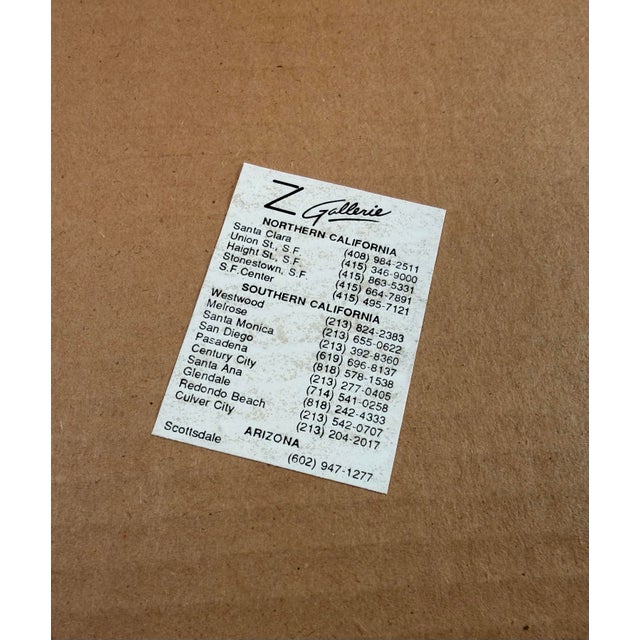 Z Gallerie
NORTHERN CALIFORNIA
Santa Clara (408) 984-2511
Union St., S.F. (415) 346-9000
Haight St., S.F. (415) 863-5331
Stonestown, S.F. (415) 664-7891
S.F. Center (415) 495-7121
SOUTHERN CALIFORNIA
Westwood (213) 824-2383
Melrose (213) 655-0622
Santa Monica (213) 392-8360
San Diego (619) 696-8137
Pasadena (818) 578-1538
Century City (213) 277-0405
Santa Ana (714) 541-0258
Glendale (818) 242-4333
Redondo Beach (213) 542-0707
Culver City (213) 204-2017
ARIZONA
Scottsdale (602) 947-1277